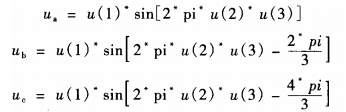 u_a = u(1)* sin[2* pi* u(2)* u(3)]
u_b = u(1)* sin[2* pi* u(2)* u(3) - 2* pi/3]
u_c = u(1)* sin[2* pi* u(2)* u(3) - 4* pi/3]